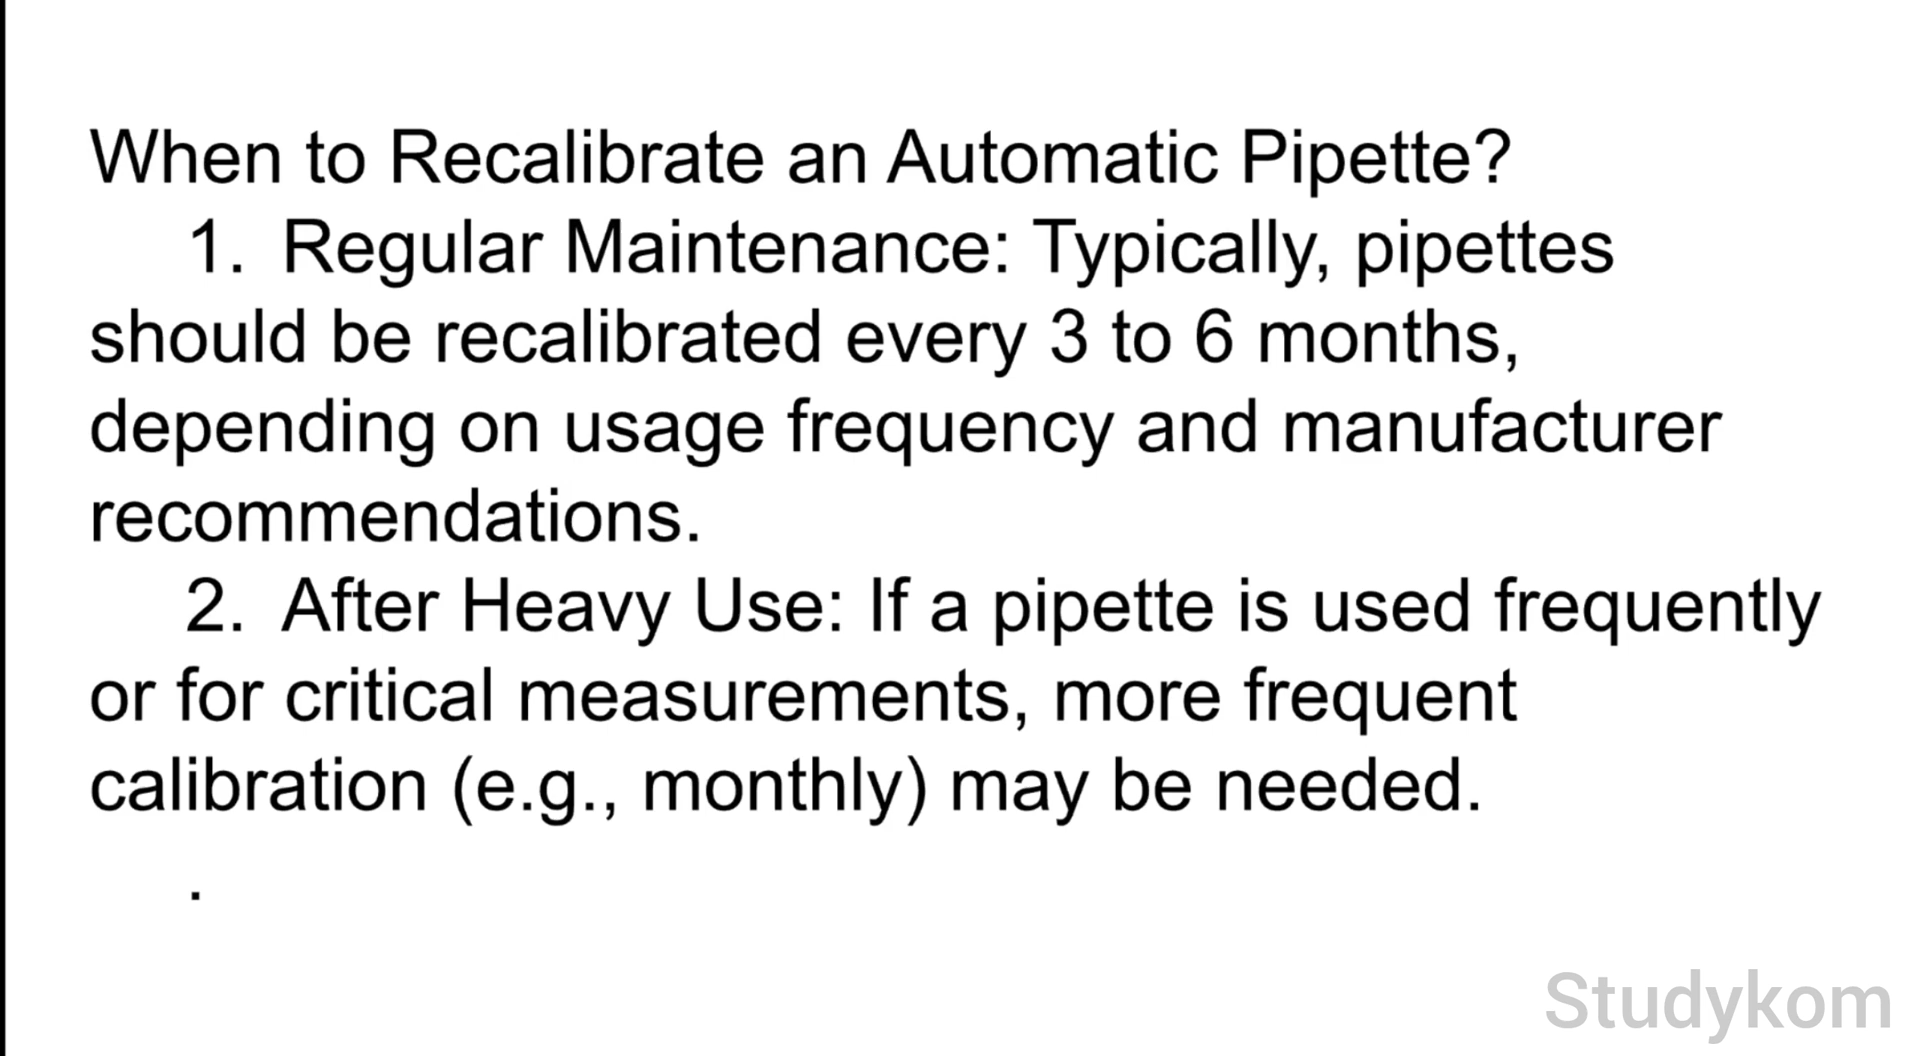 When to Recalibrate an Automatic Pipette?
1. Regular Maintenance: Typically, pipettes
should be recalibrated every 3 to 6 months,
depending on usage frequency and manufacturer
recommendations.
2. After Heavy Use: If a pipette is used frequently
or for critical measurements, more frequent
calibration (e.g., monthly) may be needed.
.
Studykom